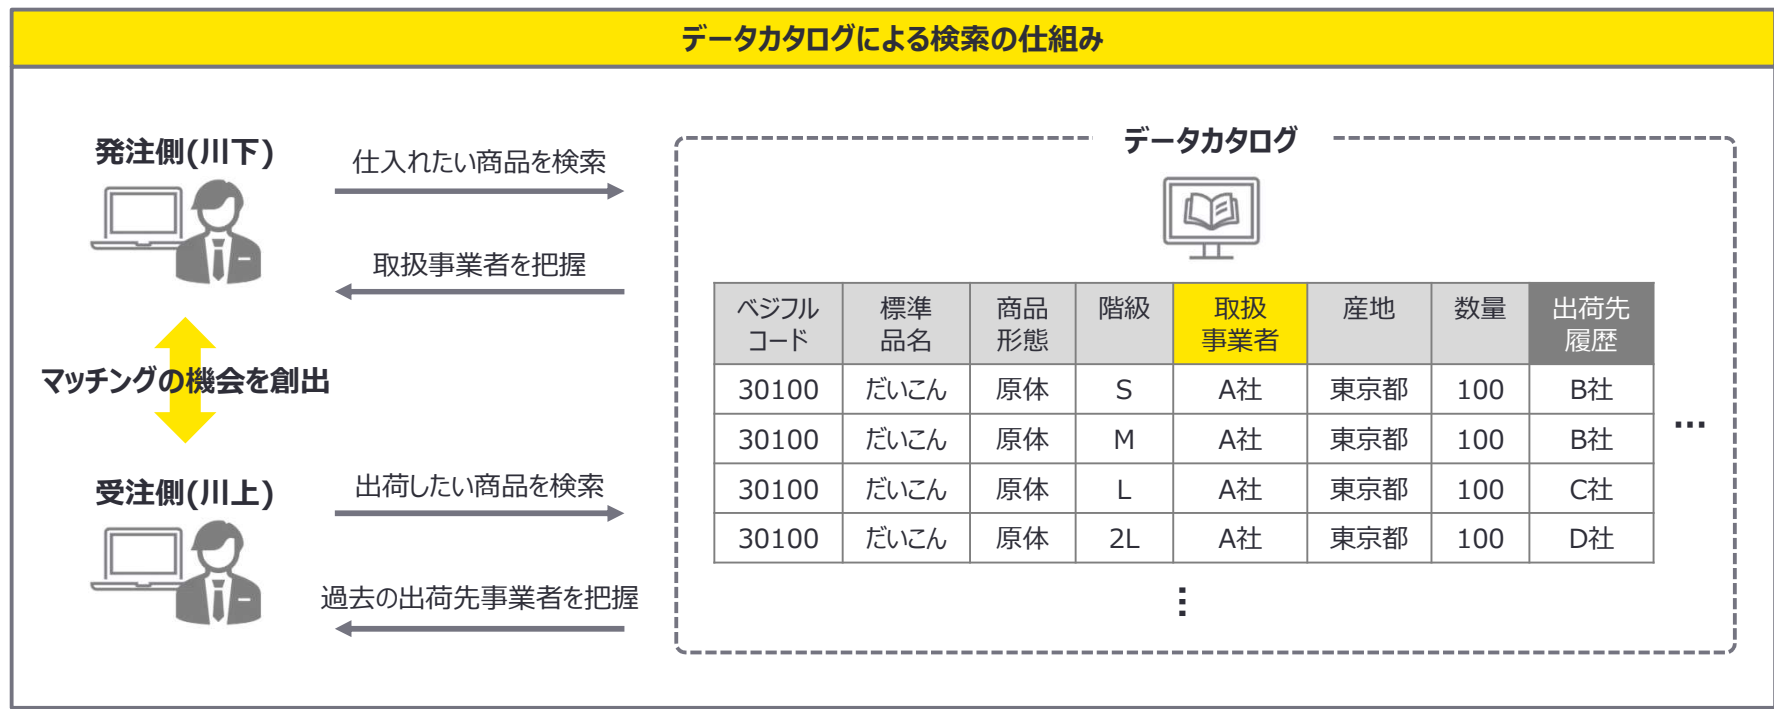 データカタログによる検索の仕組み
発注側(川下)
仕入れたい商品を検索
取扱事業者を把握
マッチングの機会を創出
受注側(川上)
出荷したい商品を検索
過去の出荷先事業者を把握
データカタログ
ベジフルコード 標準品名 商品形態 階級 取扱事業者 産地 数量 出荷先履歴
30100 だいこん 原体 S A社 東京都 100 B社
30100 だいこん 原体 M A社 東京都 100 B社
30100 だいこん 原体 L A社 東京都 100 C社
30100 だいこん 原体 2L A社 東京都 100 D社
…
⋮